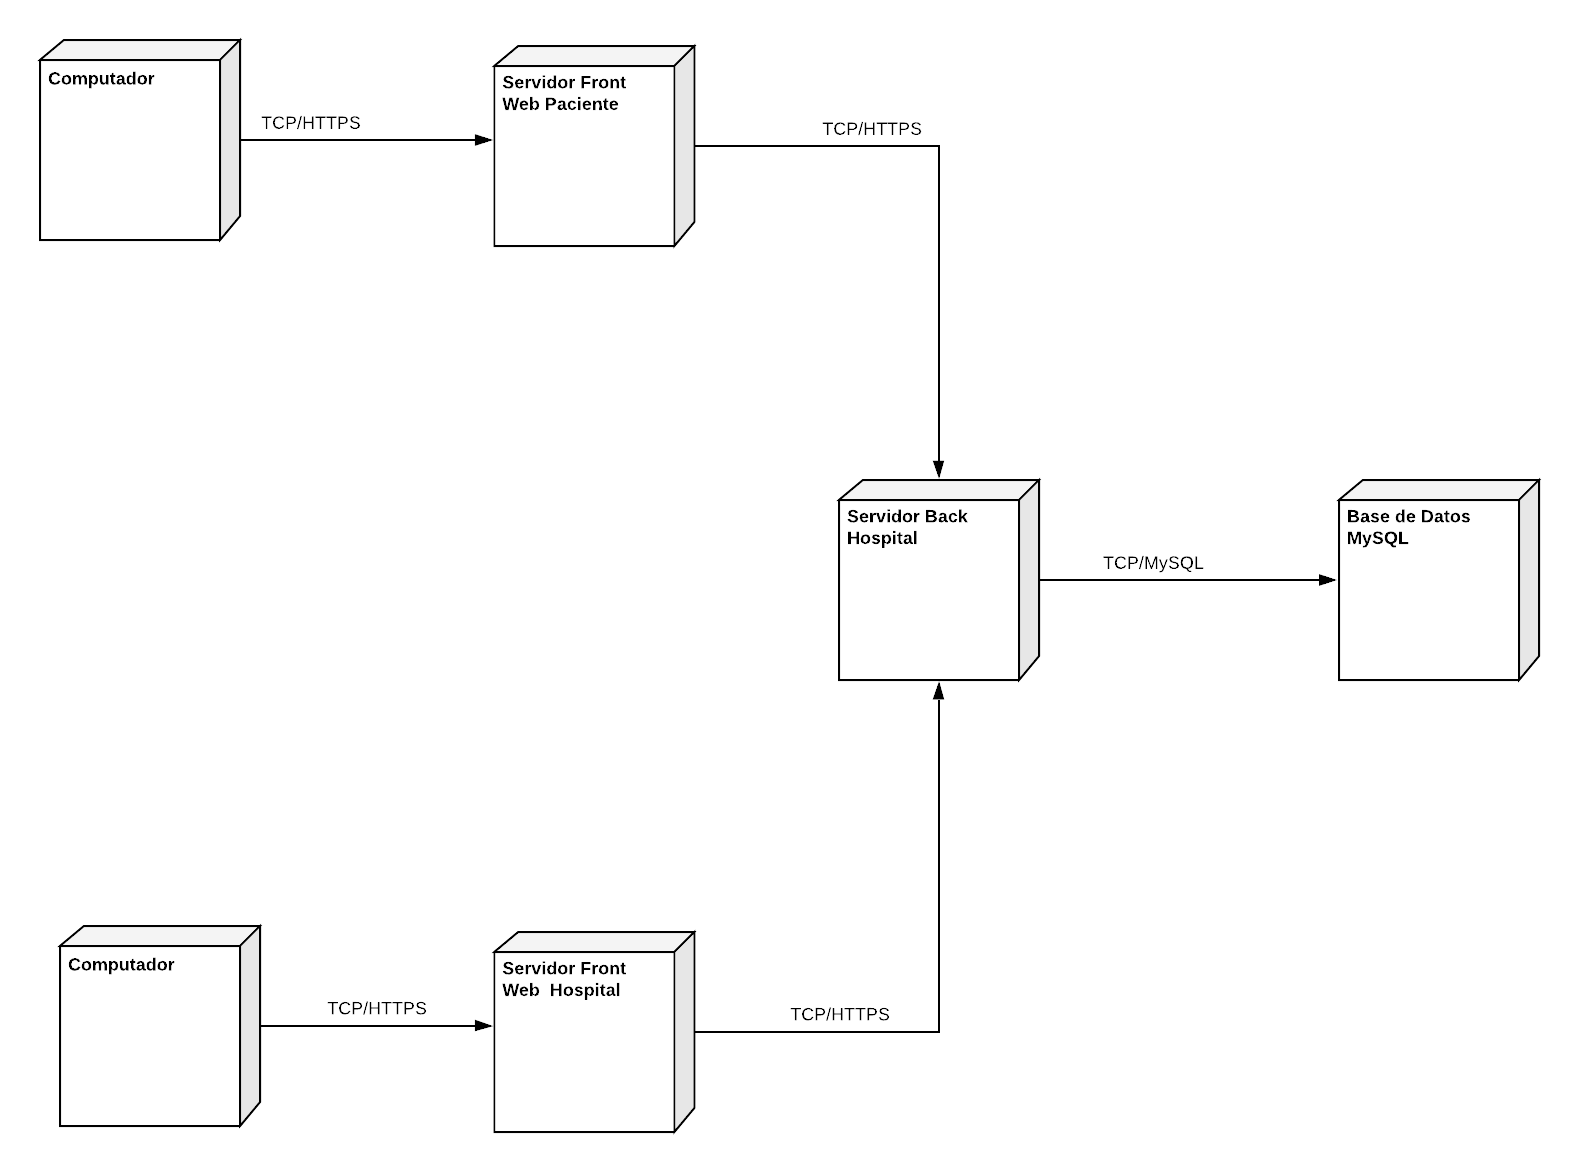 Computador
TCP/HTTPS
Servidor Front
Web Paciente
TCP/HTTPS
Servidor Back
Hospital
TCP/MySQL
Base de Datos
MySQL
Computador
TCP/HTTPS
Servidor Front
Web  Hospital
TCP/HTTPS